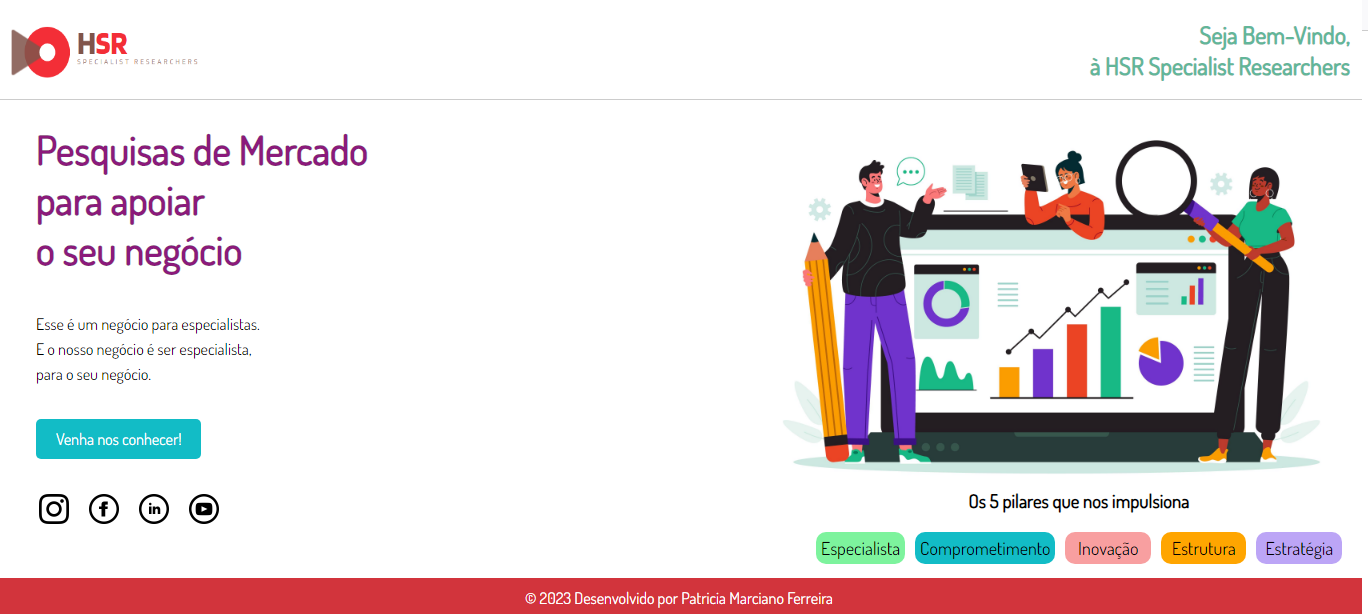 HSR
SPECIALIST RESEARCHERS
Seja Bem-Vindo,
à HSR Specialist Researchers
Pesquisas de Mercado
para apoiar
o seu negócio
Esse é um negócio para especialistas.
E o nosso negócio é ser especialista,
para o seu negócio.
Venha nos conhecer!
in
Os 5 pilares que nos impulsiona
Especialista
Comprometimento
Inovação
Estrutura
Estratégia
© 2023 Desenvolvido por Patricia Marciano Ferreira